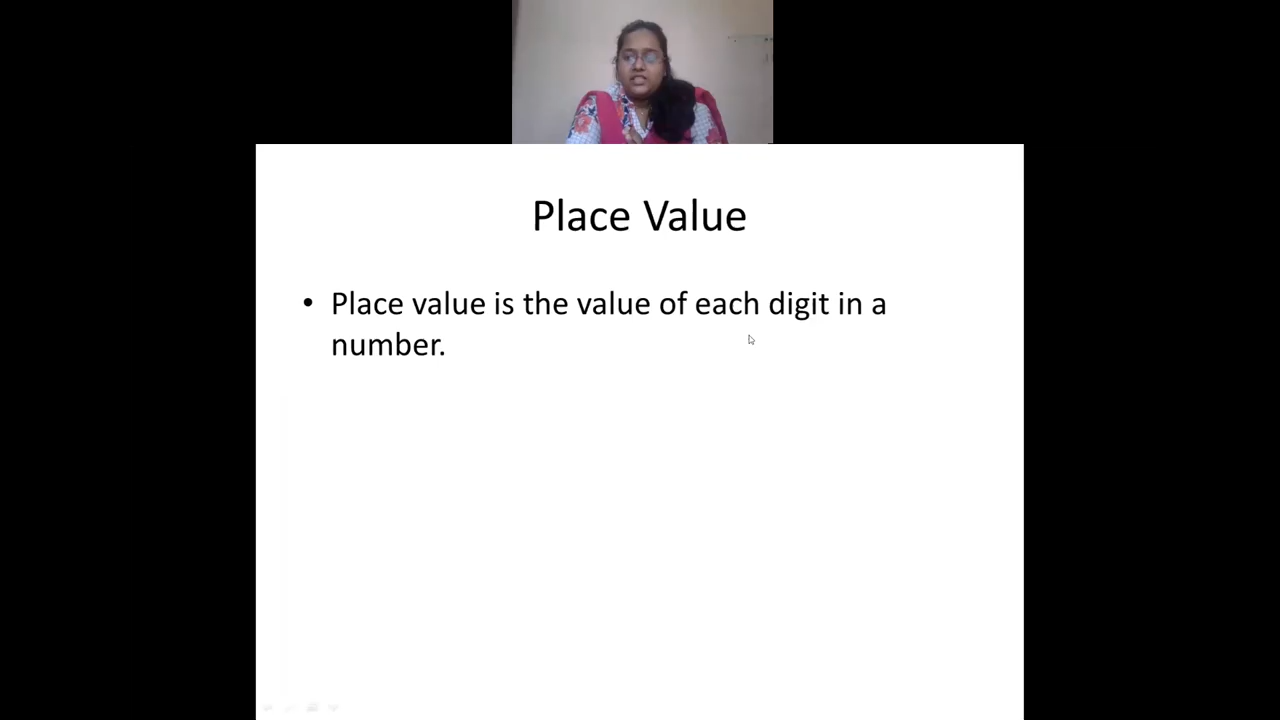 Place Value
• Place value is the value of each digit in a
number.